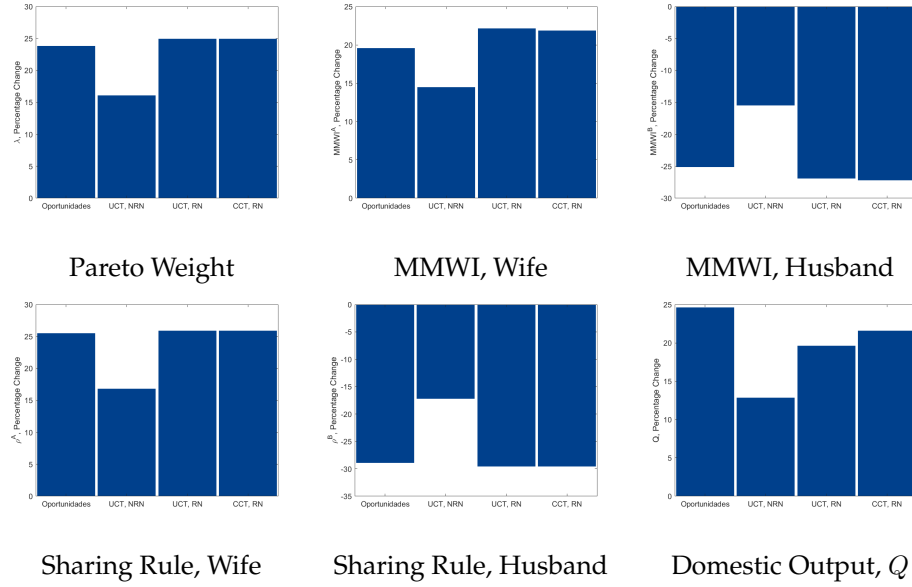 30
25
20
15
10
5
0
λ, Percentage Change
Oportunidades UCT, NRN UCT, RN CCT, RN
Pareto Weight
25
20
15
10
5
0
MMWI^A, Percentage Change
Oportunidades UCT, NRN UCT, RN CCT, RN
MMWI, Wife
0
-5
-10
-15
-20
-25
-30
MMWI^B, Percentage Change
Oportunidades UCT, NRN UCT, RN CCT, RN
MMWI, Husband
30
25
20
15
10
5
0
ρ^A, Percentage Change
Oportunidades UCT, NRN UCT, RN CCT, RN
Sharing Rule, Wife
0
-5
-10
-15
-20
-25
-30
-35
ρ^B, Percentage Change
Oportunidades UCT, NRN UCT, RN CCT, RN
Sharing Rule, Husband
25
20
15
10
5
0
Q, Percentage Change
Oportunidades UCT, NRN UCT, RN CCT, RN
Domestic Output, Q